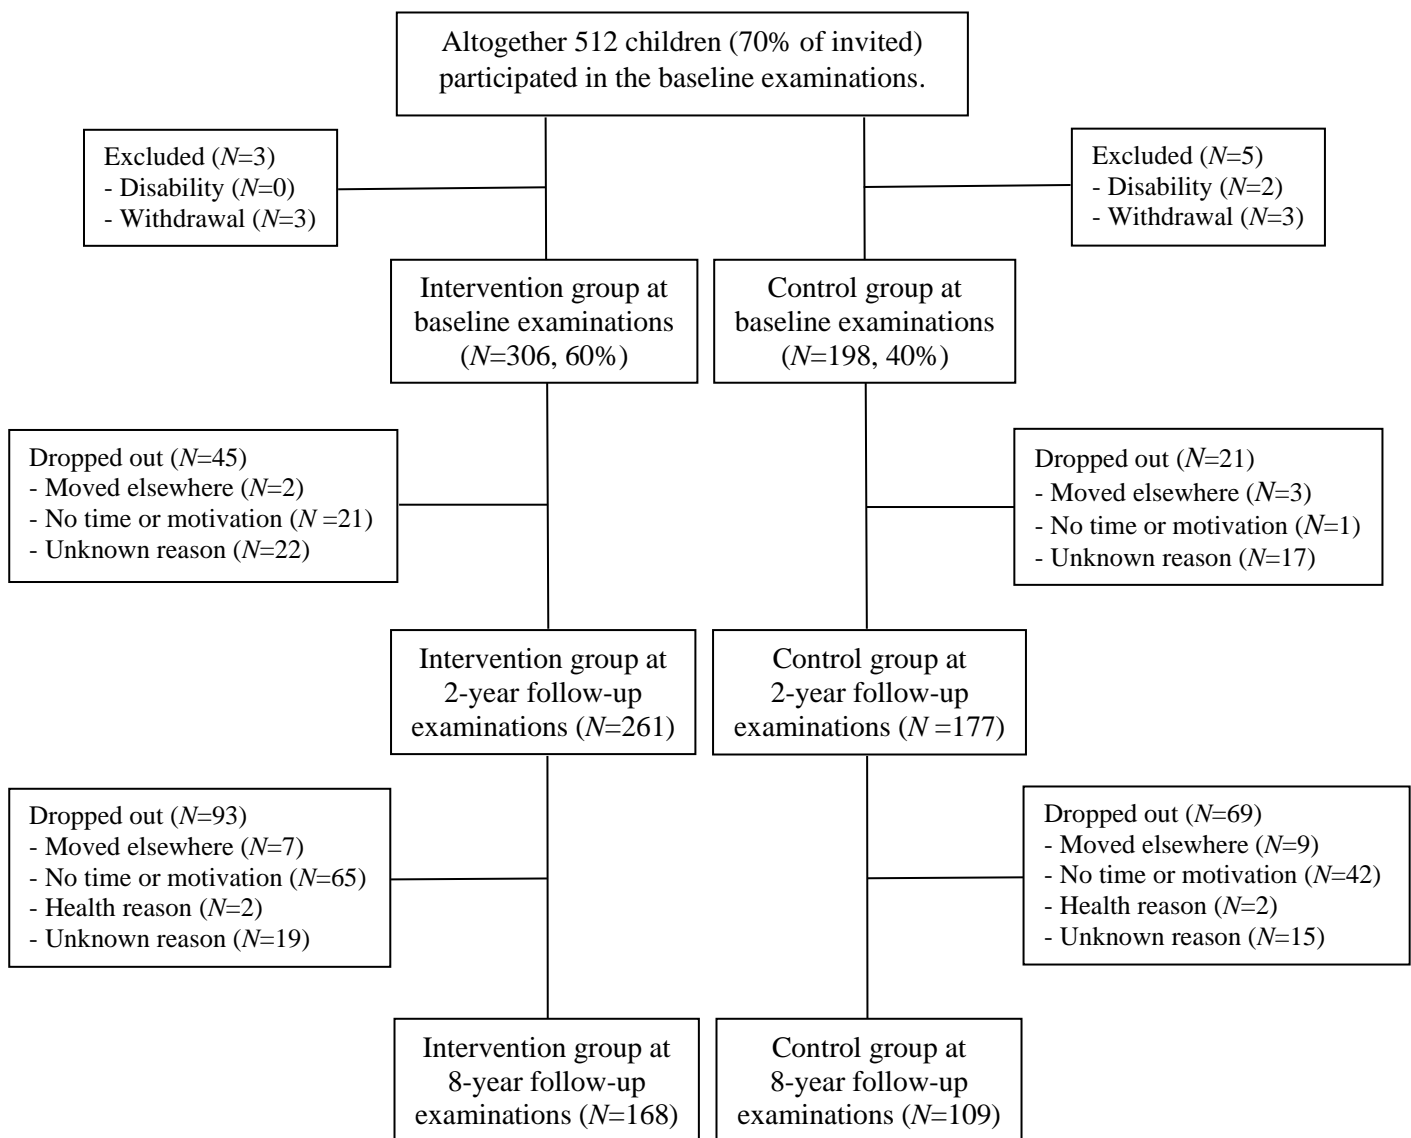 Altogether 512 children (70% of invited)
participated in the baseline examinations.
Excluded (N=3)
- Disability (N=0)
- Withdrawal (N=3)
Excluded (N=5)
- Disability (N=2)
- Withdrawal (N=3)
Intervention group at
baseline examinations
(N=306, 60%)
Control group at
baseline examinations
(N=198, 40%)
Dropped out (N=45)
- Moved elsewhere (N=2)
- No time or motivation (N =21)
- Unknown reason (N=22)
Dropped out (N=21)
- Moved elsewhere (N=3)
- No time or motivation (N=1)
- Unknown reason (N=17)
Intervention group at
2-year follow-up
examinations (N=261)
Control group at
2-year follow-up
examinations (N =177)
Dropped out (N=93)
- Moved elsewhere (N=7)
- No time or motivation (N=65)
- Health reason (N=2)
- Unknown reason (N=19)
Dropped out (N=69)
- Moved elsewhere (N=9)
- No time or motivation (N=42)
- Health reason (N=2)
- Unknown reason (N=15)
Intervention group at
8-year follow-up
examinations (N=168)
Control group at
8-year follow-up
examinations (N=109)